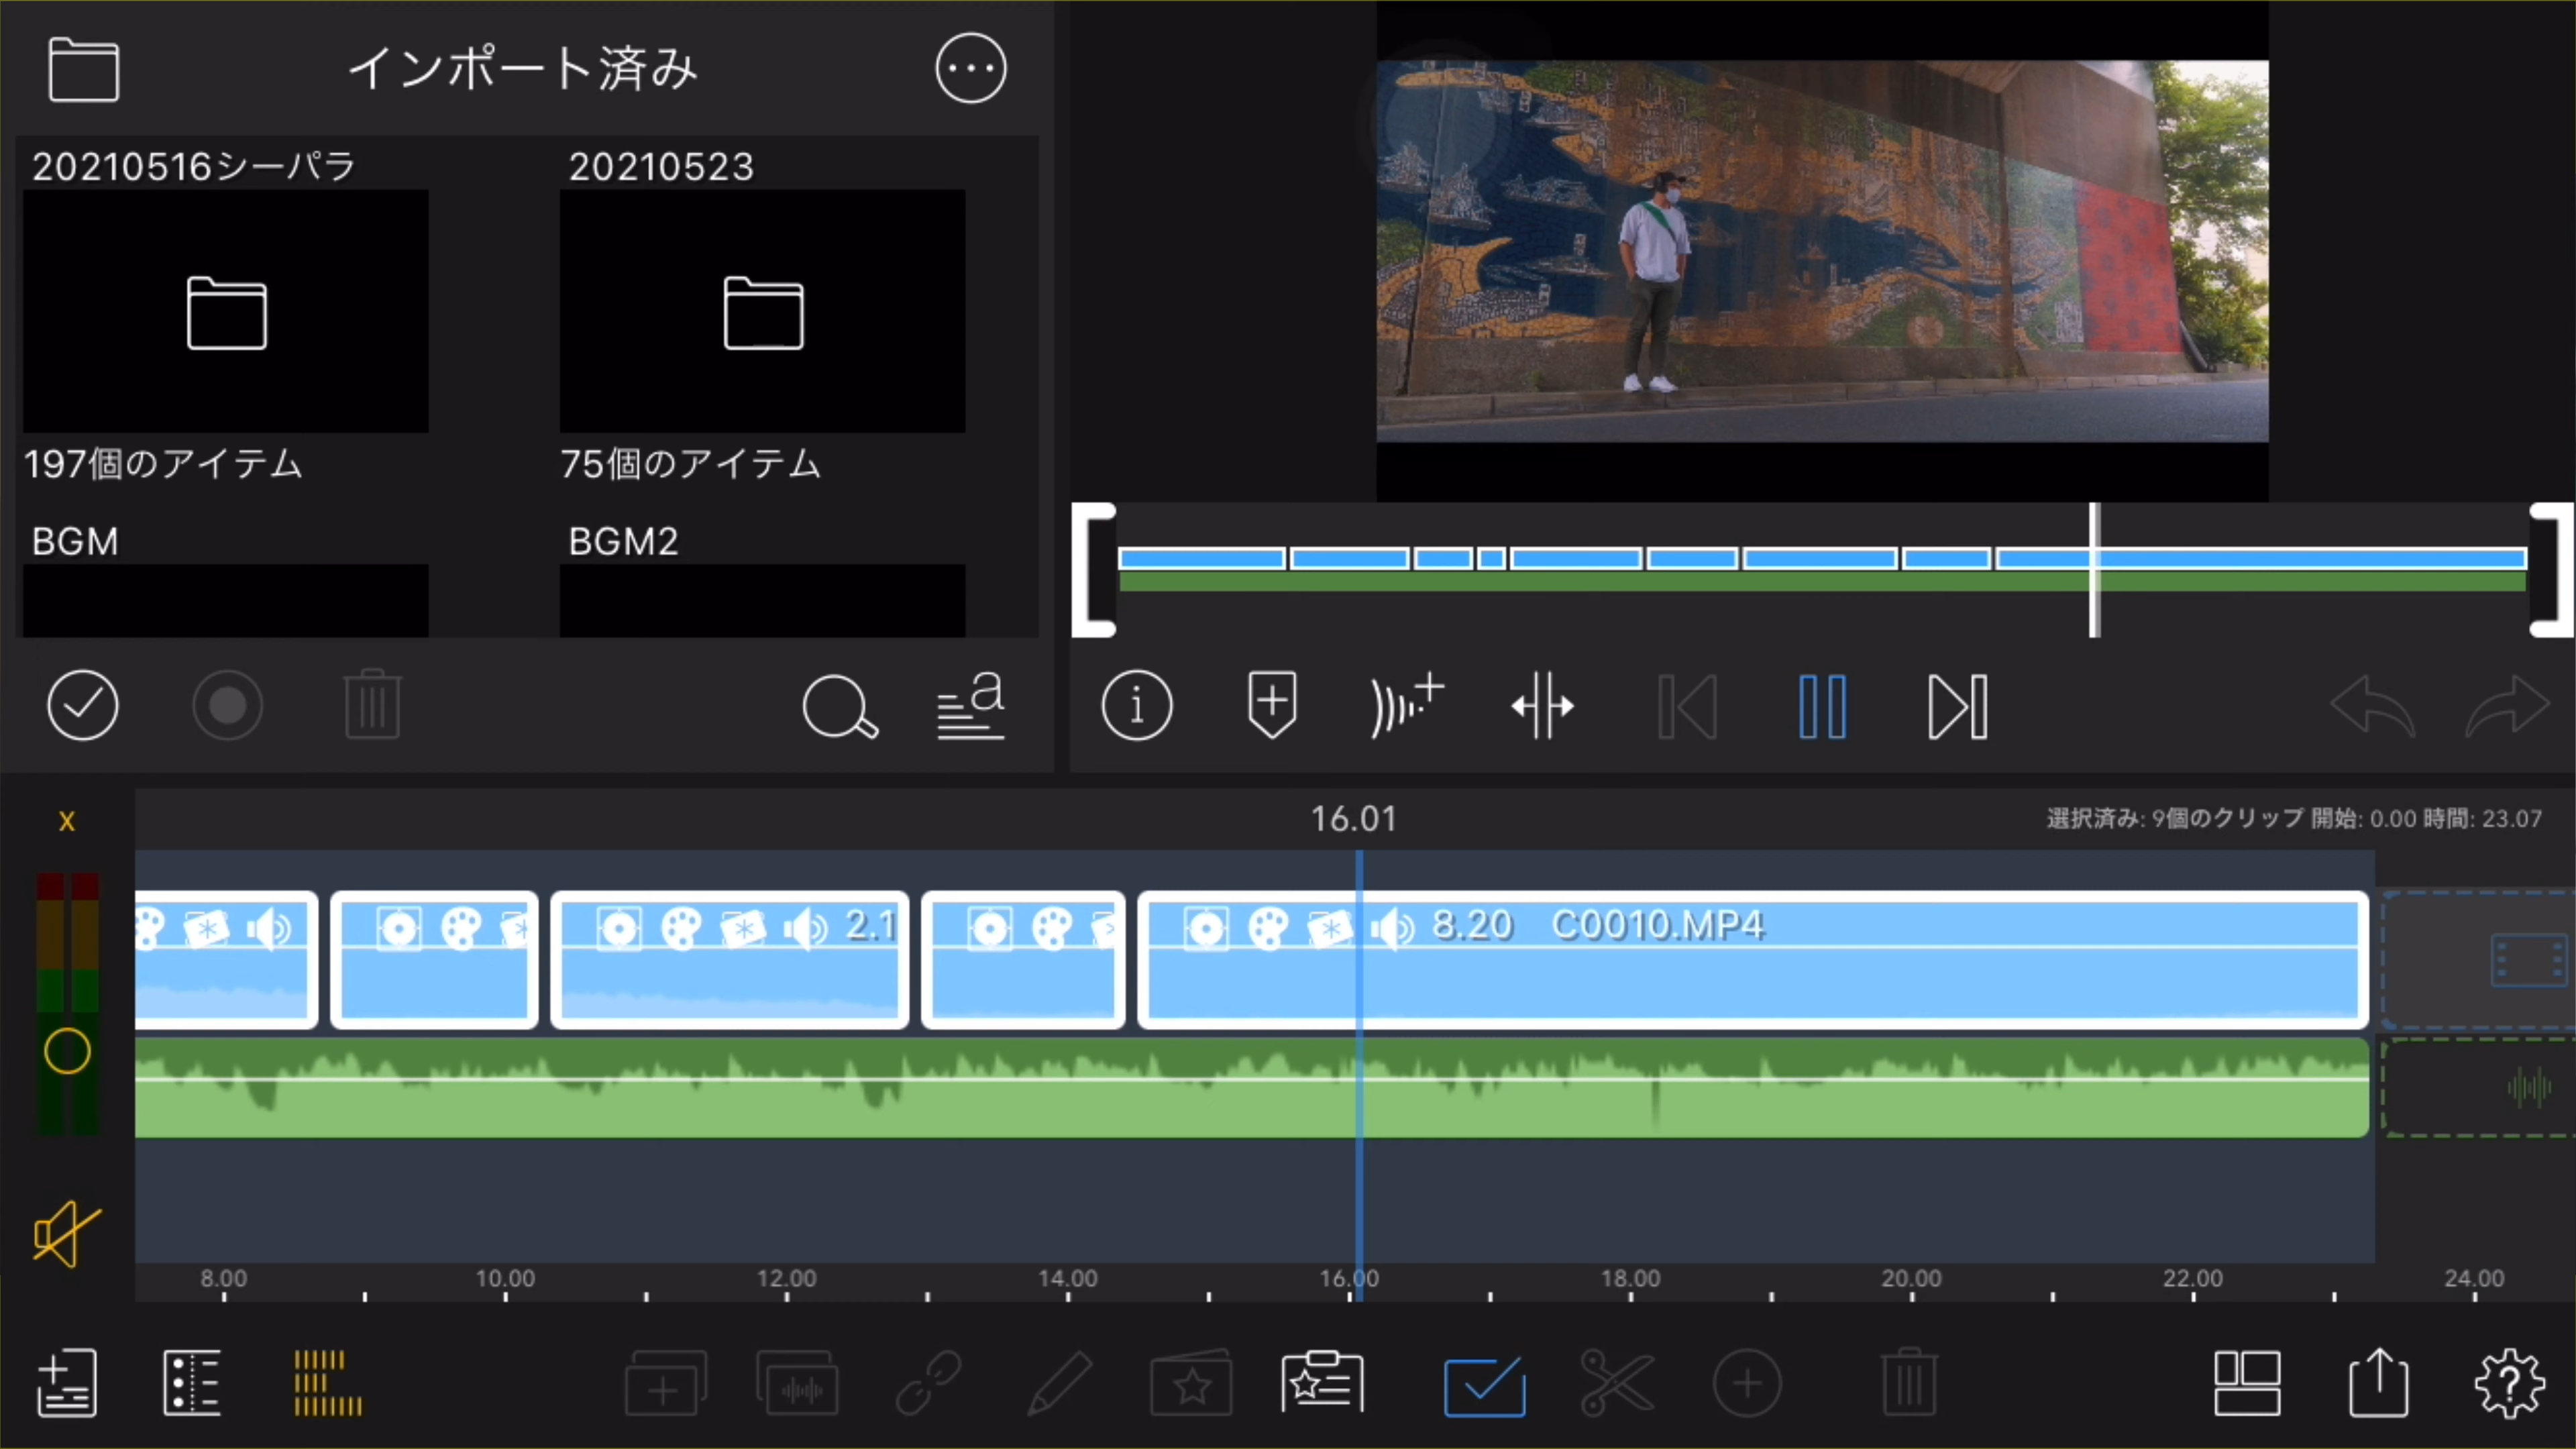 インポート済み
20210516シーパラ
20210523
197個のアイテム
75個のアイテム
BGM
BGM2
a
x
16.01
選択済み: 9個のクリップ 開始: 0.00 時間: 23.07
2.1
8.20 C0010.MP4
8.00 10.00 12.00 14.00 16.00 18.00 20.00 22.00 24.00